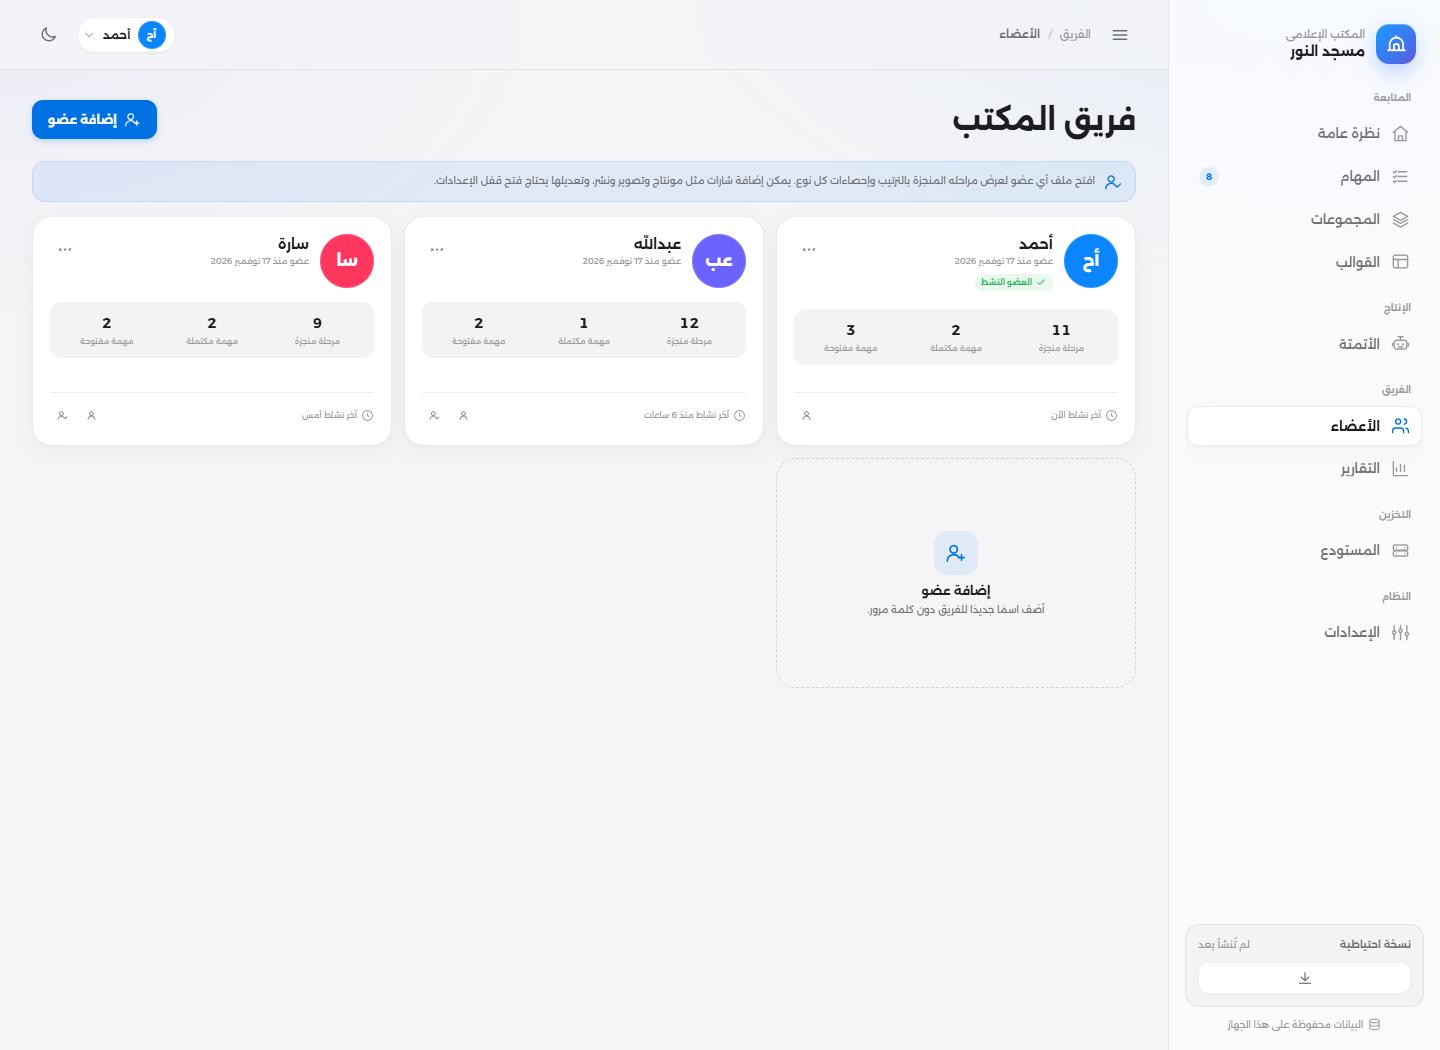 المكتب الإعلامي
مسجد النور
المتابعة
نظرة عامة
المهام
8
المجموعات
القوالب
الإنتاج
الأتمتة
الفريق
الأعضاء
التقارير
التخزين
المستودع
النظام
الإعدادات
نسخة احتياطية
لم تُنشأ بعد
البيانات محفوظة على هذا الجهاز
الفريق / الأعضاء
أح
أحمد
فريق المكتب
إضافة عضو
افتح ملف أي عضو لعرض مراحله المنجزة بالترتيب وإحصاءات كل نوع. يمكن إضافة شارات مثل مونتاج وتصوير ونشر، وتعديلها يحتاج فتح قفل الإعدادات.
أح
أحمد
عضو منذ 17 نوفمبر 2026
العضو النشط
11
مرحلة منجزة
2
مهمة مكتملة
3
مهمة مفتوحة
آخر نشاط الآن
عب
عبدالله
عضو منذ 17 نوفمبر 2026
12
مرحلة منجزة
1
مهمة مكتملة
2
مهمة مفتوحة
آخر نشاط منذ 6 ساعات
سا
سارة
عضو منذ 17 نوفمبر 2026
9
مرحلة منجزة
2
مهمة مكتملة
2
مهمة مفتوحة
آخر نشاط أمس
إضافة عضو
أضف اسمًا جديدًا للفريق دون كلمة مرور.